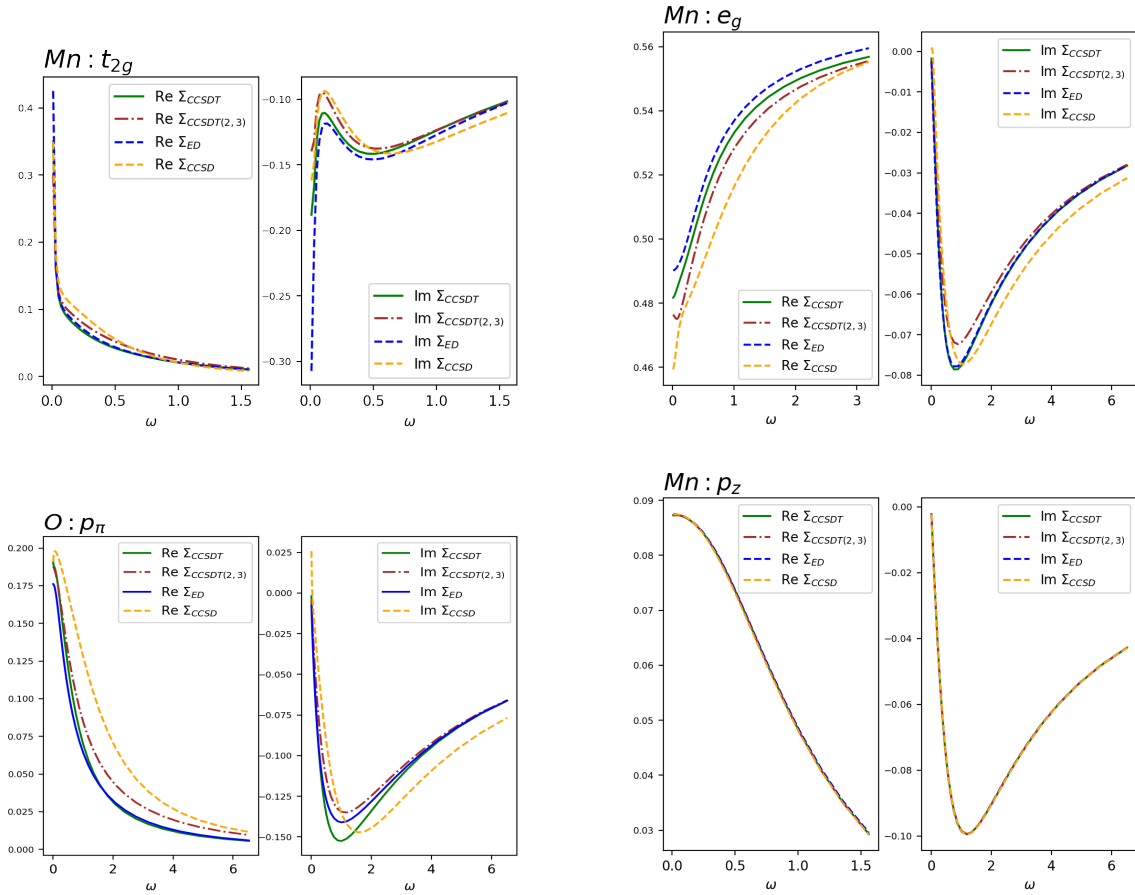 Mn : t2g
Re ΣCCSDT
Re ΣCCSDT(2,3)
Re ΣED
Re ΣCCSD
0.4
0.3
0.2
0.1
0.0
0.0
0.5
1.0
1.5
ω
−0.10
−0.15
−0.20
−0.25
−0.30
Im ΣCCSDT
Im ΣCCSDT(2,3)
Im ΣED
Im ΣCCSD
0.0
0.5
1.0
1.5
ω
Mn : eg
0.56
0.54
0.52
0.50
0.48
0.46
Re ΣCCSDT
Re ΣCCSDT(2,3)
Re ΣED
Re ΣCCSD
0
1
2
3
ω
Im ΣCCSDT
Im ΣCCSDT(2,3)
Im ΣED
Im ΣCCSD
0.00
−0.01
−0.02
−0.03
−0.04
−0.05
−0.06
−0.07
−0.08
0
2
4
6
ω
O : pπ
Re ΣCCSDT
Re ΣCCSDT(2,3)
Re ΣED
Re ΣCCSD
0.200
0.175
0.150
0.125
0.100
0.075
0.050
0.025
0.000
0
2
4
6
ω
Im ΣCCSDT
Im ΣCCSDT(2,3)
Im ΣED
Im ΣCCSD
0.025
0.000
−0.025
−0.050
−0.075
−0.100
−0.125
−0.150
0
2
4
6
ω
Mn : pz
Re ΣCCSDT
Re ΣCCSDT(2,3)
Re ΣED
Re ΣCCSD
0.09
0.08
0.07
0.06
0.05
0.04
0.03
0.0
0.5
1.0
1.5
ω
Im ΣCCSDT
Im ΣCCSDT(2,3)
Im ΣED
Im ΣCCSD
0.00
−0.02
−0.04
−0.06
−0.08
−0.10
0
2
4
6
ω